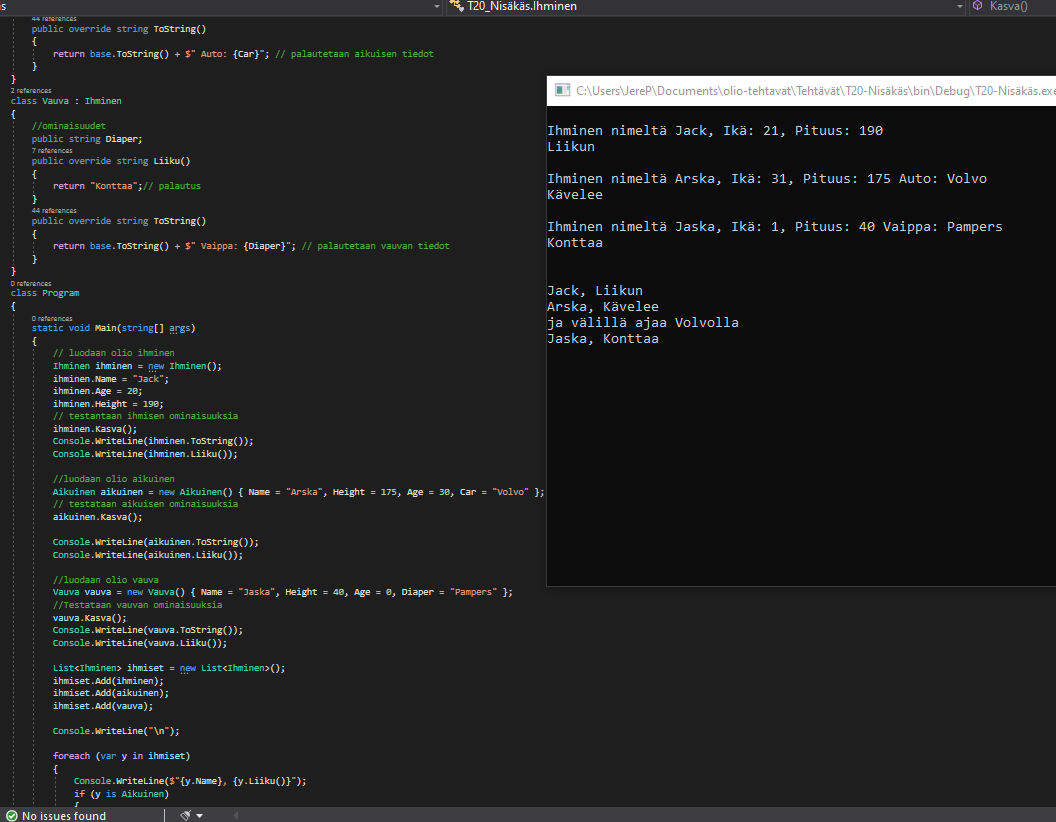 s
T20_Nisäkäs.Ihminen
Kasva()
44 references
public override string ToString()
{
return base.ToString() + $" Auto: {Car}"; // palautetaan aikuisen tiedot
}
}
2 references
class Vauva : Ihminen
{
//ominaisuudet
public string Diaper;
7 references
public override string Liiku()
{
return "Konttaa";// palautus
}
44 references
public override string ToString()
{
return base.ToString() + $" Vaippa: {Diaper}"; // palautetaan vauvan tiedot
}
}
0 references
class Program
{
0 references
static void Main(string[] args)
{
// luodaan olio ihminen
Ihminen ihminen = new Ihminen();
ihminen.Name = "Jack";
ihminen.Age = 20;
ihminen.Height = 190;
// testantaan ihmisen ominaisuuksia
ihminen.Kasva();
Console.WriteLine(ihminen.ToString());
Console.WriteLine(ihminen.Liiku());
//luodaan olio aikuinen
Aikuinen aikuinen = new Aikuinen() { Name = "Arska", Height = 175, Age = 30, Car = "Volvo" };
// testataan aikuisen ominaisuuksia
aikuinen.Kasva();
Console.WriteLine(aikuinen.ToString());
Console.WriteLine(aikuinen.Liiku());
//luodaan olio vauva
Vauva vauva = new Vauva() { Name = "Jaska", Height = 40, Age = 0, Diaper = "Pampers" };
//Testataan vauvan ominaisuuksia
vauva.Kasva();
Console.WriteLine(vauva.ToString());
Console.WriteLine(vauva.Liiku());
List<Ihminen> ihmiset = new List<Ihminen>();
ihmiset.Add(ihminen);
ihmiset.Add(aikuinen);
ihmiset.Add(vauva);
Console.WriteLine("\n");
foreach (var y in ihmiset)
{
Console.WriteLine($"{y.Name}, {y.Liiku()}");
if (y is Aikuinen)
{
No issues found
C:\Users\JereP\Documents\olio-tehtavat\Tehtävät\T20-Nisäkäs\bin\Debug\T20-Nisäkäs.exe
Ihminen nimeltä Jack, Ikä: 21, Pituus: 190
Liikun
Ihminen nimeltä Arska, Ikä: 31, Pituus: 175 Auto: Volvo
Kävelee
Ihminen nimeltä Jaska, Ikä: 1, Pituus: 40 Vaippa: Pampers
Konttaa
Jack, Liikun
Arska, Kävelee
ja välillä ajaa Volvolla
Jaska, Konttaa